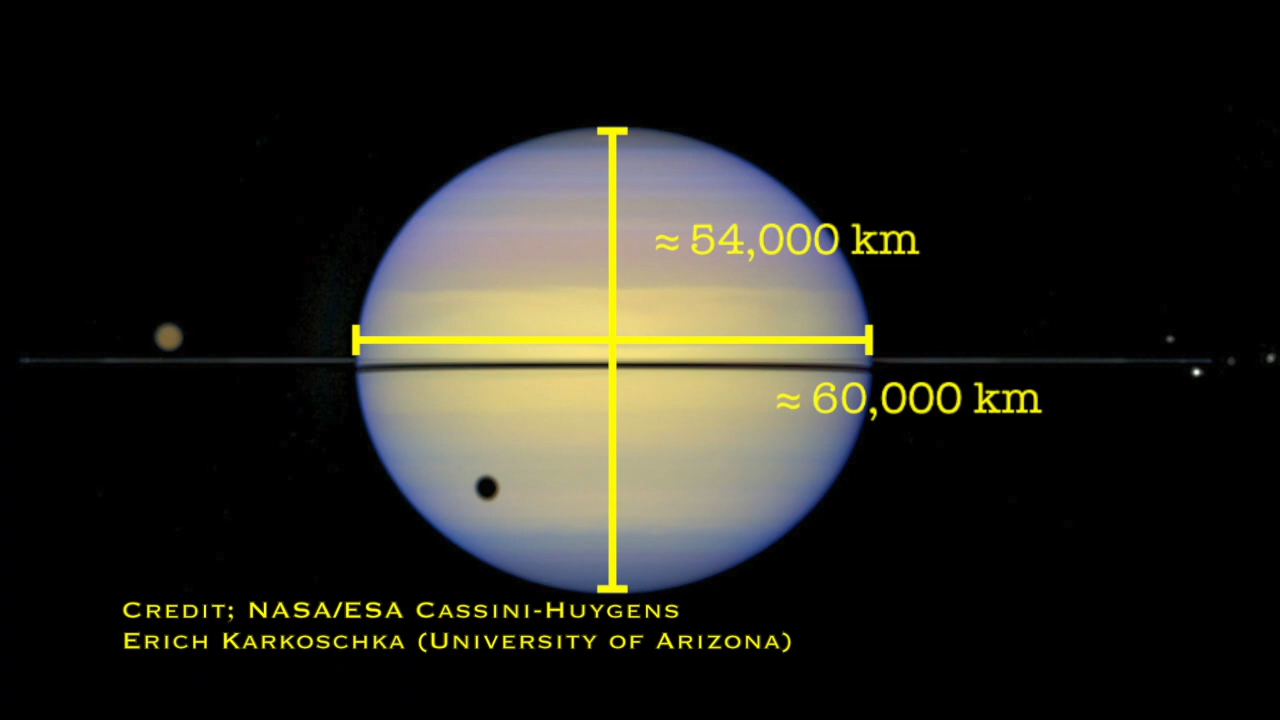 ≈ 54,000 km
≈ 60,000 km
Credit; NASA/ESA Cassini-Huygens
Erich Karkoschka (University of Arizona)